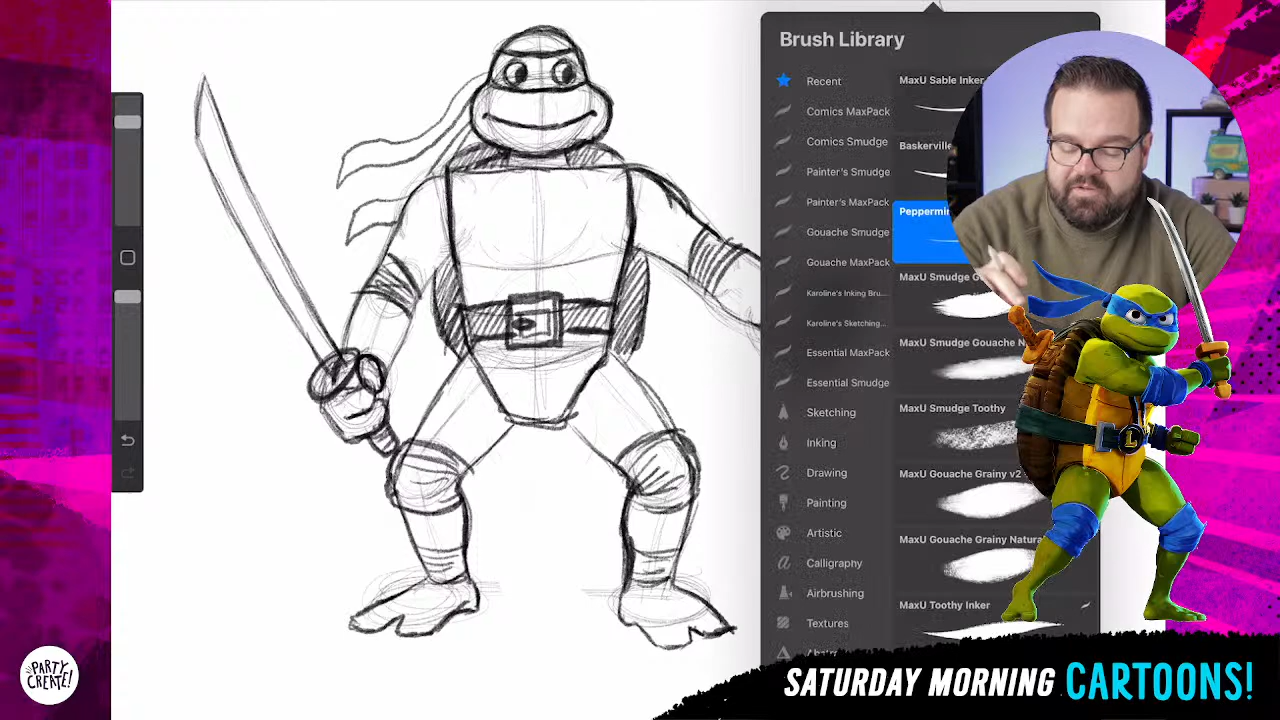 Brush Library
Recent
Comics MaxPack
Comics Smudge
Painter's Smudge
Painter's MaxPack
Gouache Smudge
Gouache MaxPack
Karoline's Inking Bru...
Karoline's Sketching...
Essential MaxPack
Essential Smudge
Sketching
Inking
Drawing
Painting
Artistic
Calligraphy
Airbrushing
Textures
MaxU Sable Inker
Baskerville
MaxU Smudge
MaxU Smudge Gouache
MaxU Smudge Toothy
MaxU Gouache Grainy v2
MaxU Gouache Grainy
MaxU Toothy Inker
L
PARTY
CREATE!
SATURDAY MORNING CARTOONS!